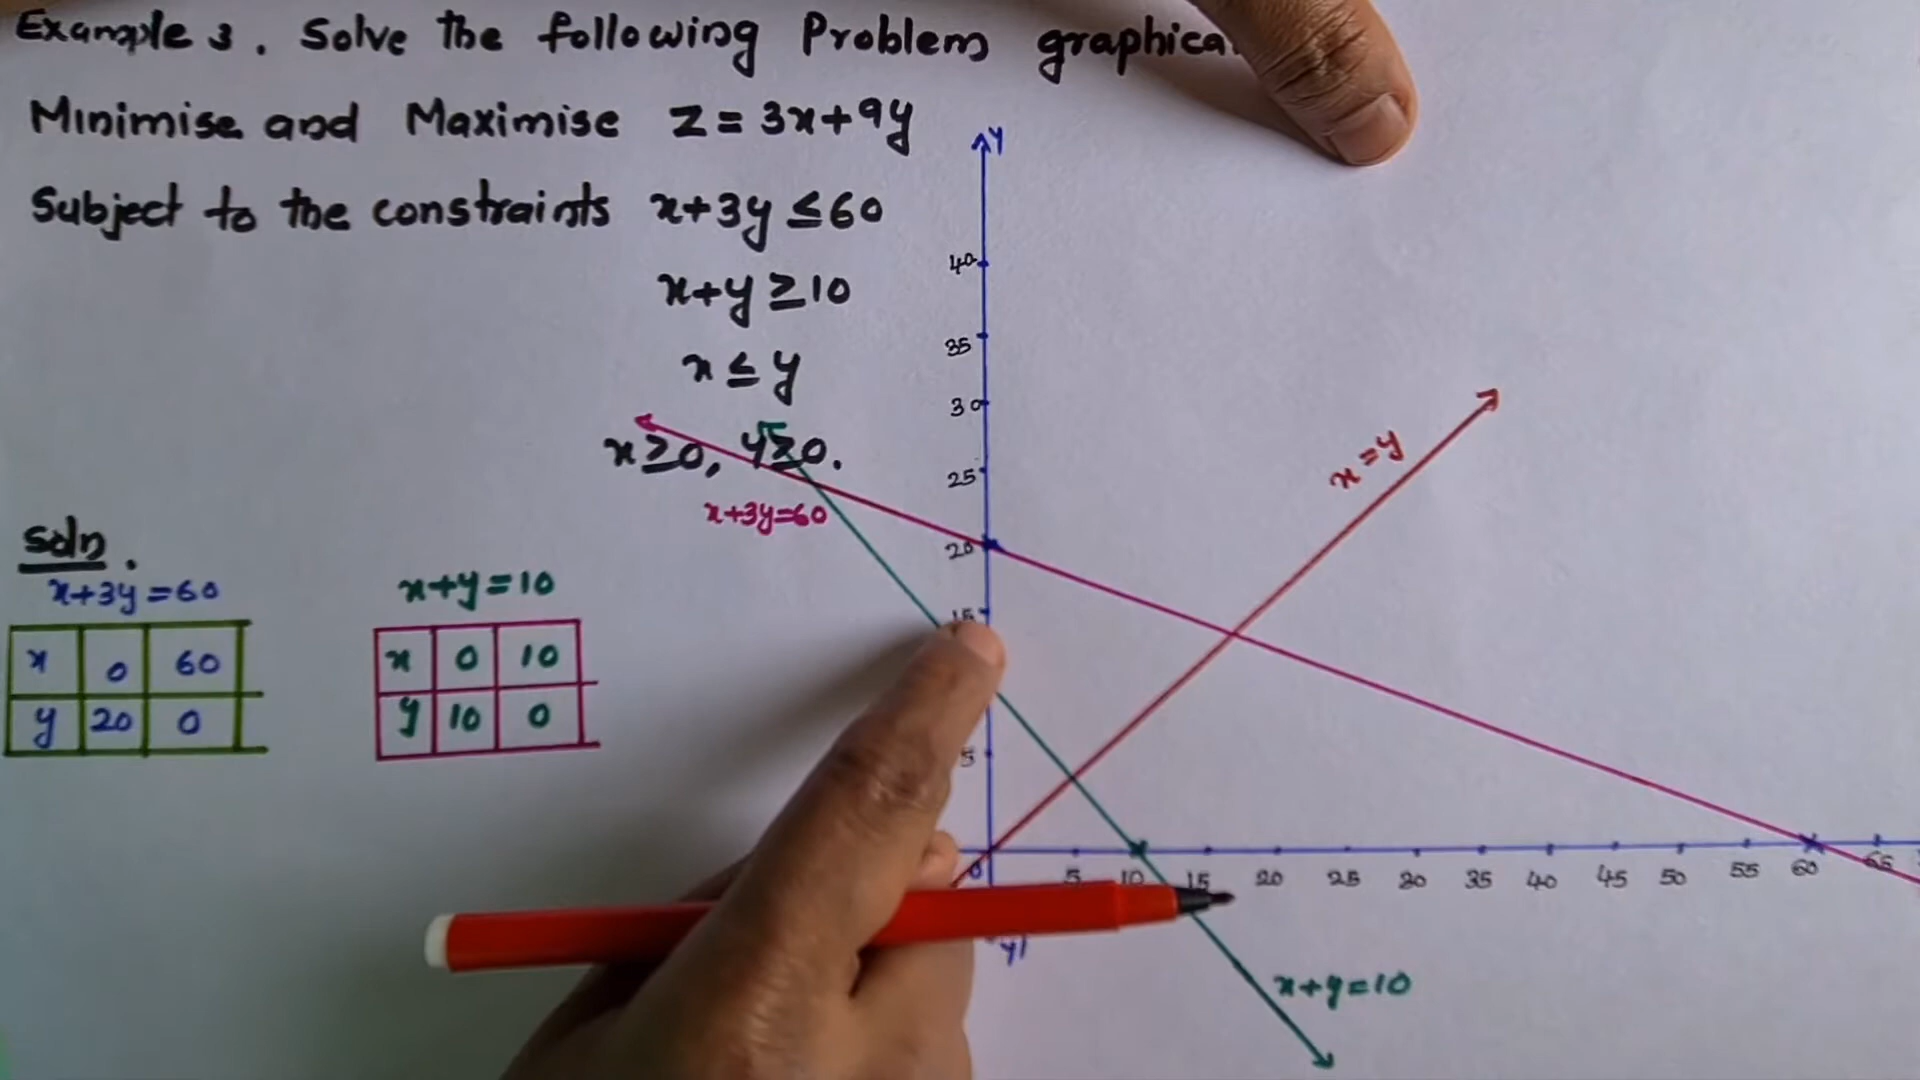 Example 3. Solve the following Problem
Minimise and Maximise Z = 3x+9y
Subject to the constraints x+3y ≤ 60
x+y ≥ 10
x ≤ y
x ≥ 0, y ≥ 0.
Soln.
x+3y=60
x 0 60
y 20 0
x+y=10
x 0 10
y 10 0
Y
40
35
30
25
20
15
5
0
5 10 15 20 25 30 35 40 45 50 55 60 65
y'
x+3y=60
x=y
x+y=10